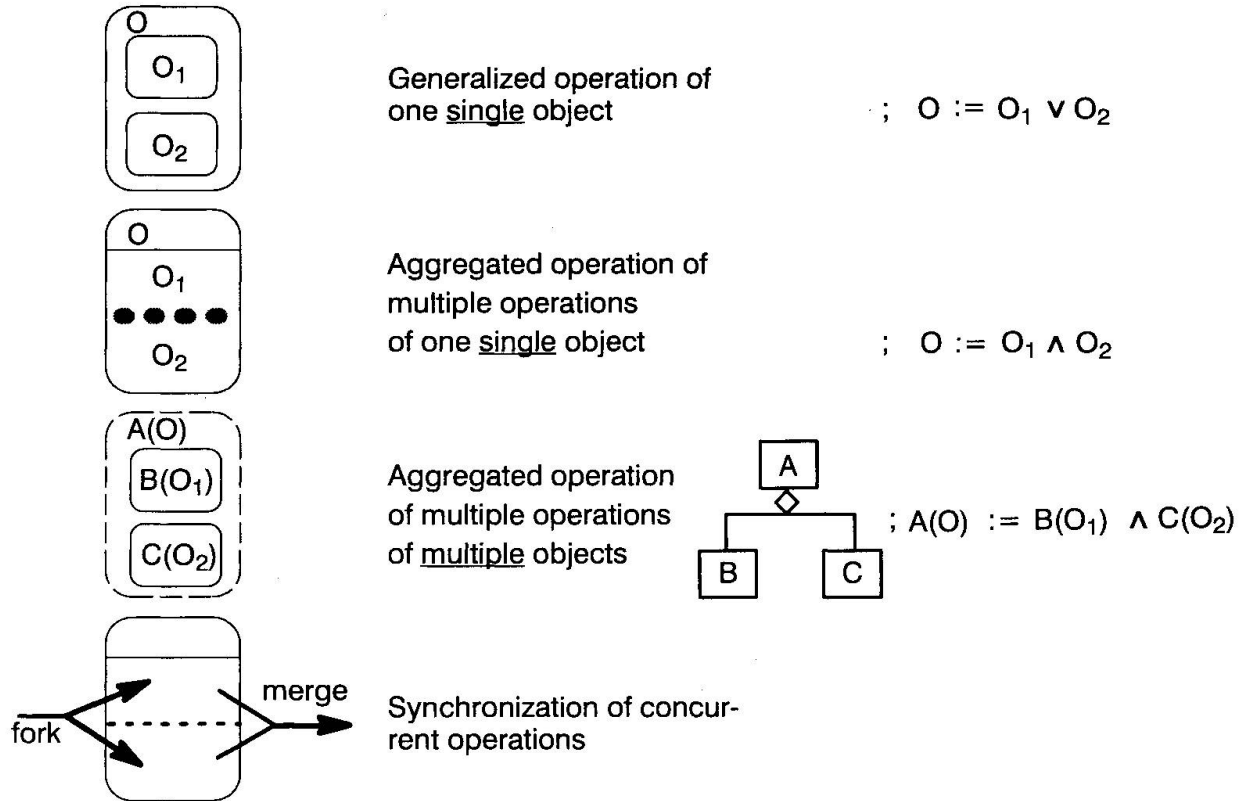 O
O₁
O₂
Generalized operation of
one single object
; O := O₁ ∨ O₂
O
O₁
O₂
Aggregated operation of
multiple operations
of one single object
; O := O₁ ∧ O₂
A(O)
B(O₁)
C(O₂)
Aggregated operation
of multiple operations
of multiple objects
A
B
C
; A(O) := B(O₁) ∧ C(O₂)
fork
merge
Synchronization of concur-
rent operations